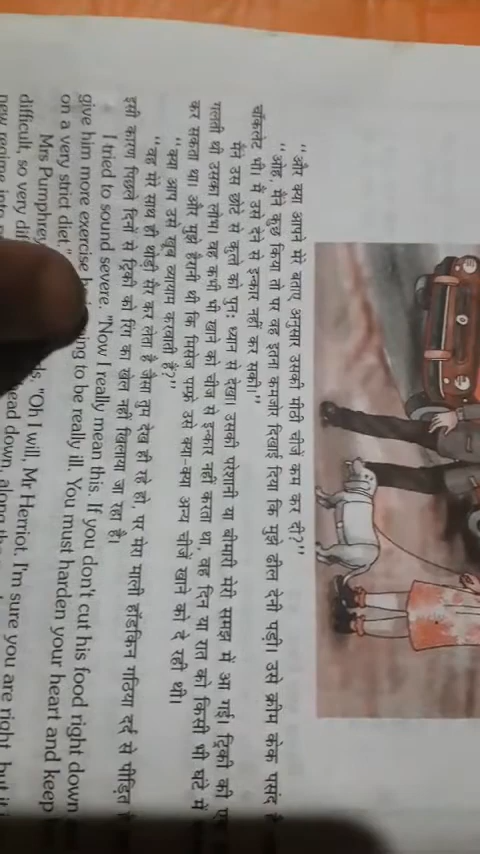 "और क्या आपने मेरे बताए अनुसार उसकी मीठी चीजें कम कर दी?"
"ओह, मैंने कुछ किया तो पर वह इतना कमजोर दिखाई दिया कि मुझे ढील देनी पड़ी। उसे क्रीम केक पसंद है
चॉकलेट भी। मैं उसे देने से इन्कार नहीं कर सकी।"
मैंने उस छोटे से कुत्ते को पुनः ध्यान से देखा। उसकी परेशानी या बीमारी मेरी समझ में आ गई। ट्रिकी की
गलती थी उसका लोभ। वह कभी भी खाने की चीज से इन्कार नहीं करता था, वह दिन या रात को किसी भी घंटे में
कर सकता था। और मुझे हैरानी थी कि मिसेज पम्फ्रे उसे क्या-क्या अन्य चीजें खाने को दे रही थी।
"क्या आप उसे खूब व्यायाम करवाती हैं?"
"वह मेरे साथ ही थोड़ी सैर कर लेता है जैसा तुम देख ही रहे हो, पर मेरा माली हॉडकिन गठिया दर्द से पीड़ित
इसी कारण पिछले दिनों से ट्रिकी को रिंग का खेल नहीं खिलाया जा रहा है।
I tried to sound severe. "Now I really mean this. If you don't cut his food right down
give him more exercise to be really ill. You must harden your heart and keep
on a very strict diet."
Mrs Pumphrey "Oh I will, Mr Herriot. I'm sure you are right, but it
difficult, so very head down, along the
new regime into